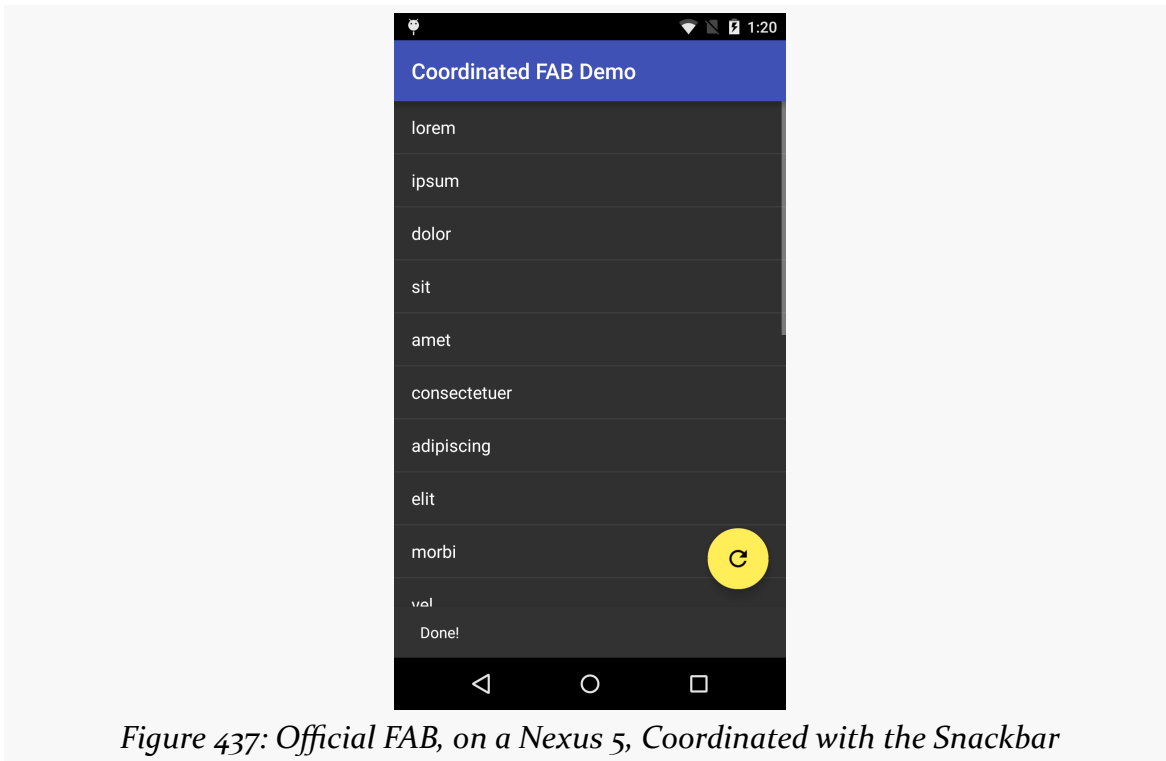 1:20
Coordinated FAB Demo
lorem
ipsum
dolor
sit
amet
consectetuer
adipiscing
elit
morbi
vel
Done!
Figure 437: Official FAB, on a Nexus 5, Coordinated with the Snackbar